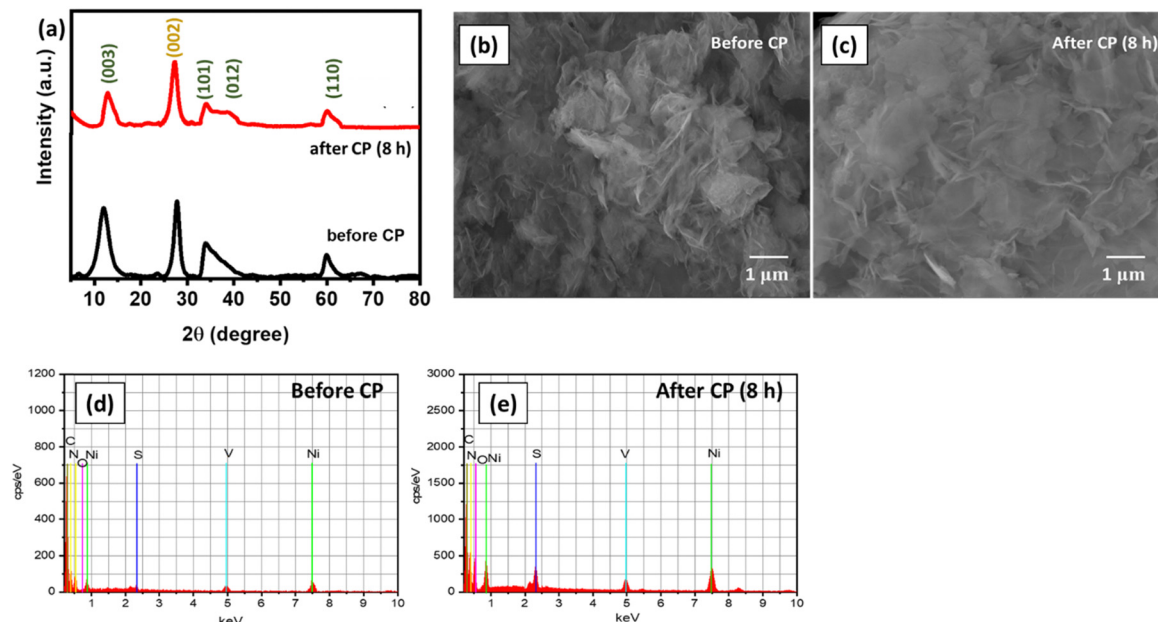 (a)
(003)
(002)
(101)
(012)
(110)
after CP (8 h)
before CP
Intensity (a.u.)
10 20 30 40 50 60 70 80
2θ (degree)
(b)
Before CP
1 μm
(c)
After CP (8 h)
1 μm
(d)
Before CP
1200
1000
800
600
400
200
0
cps/eV
C
N
O
Ni
S
V
Ni
1 2 3 4 5 6 7 8 9 10
keV
(e)
After CP (8 h)
3000
2500
2000
1500
1000
500
0
cps/eV
C
N
O
Ni
S
V
Ni
1 2 3 4 5 6 7 8 9 10
keV